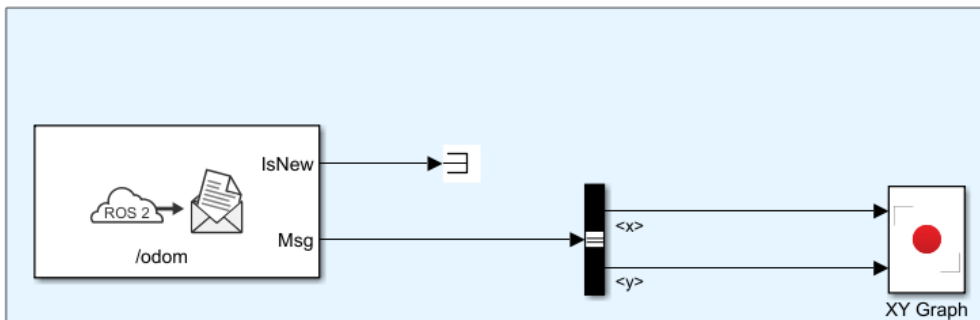 IsNew
ROS 2
Msg
/odom
<x>
<y>
XY Graph